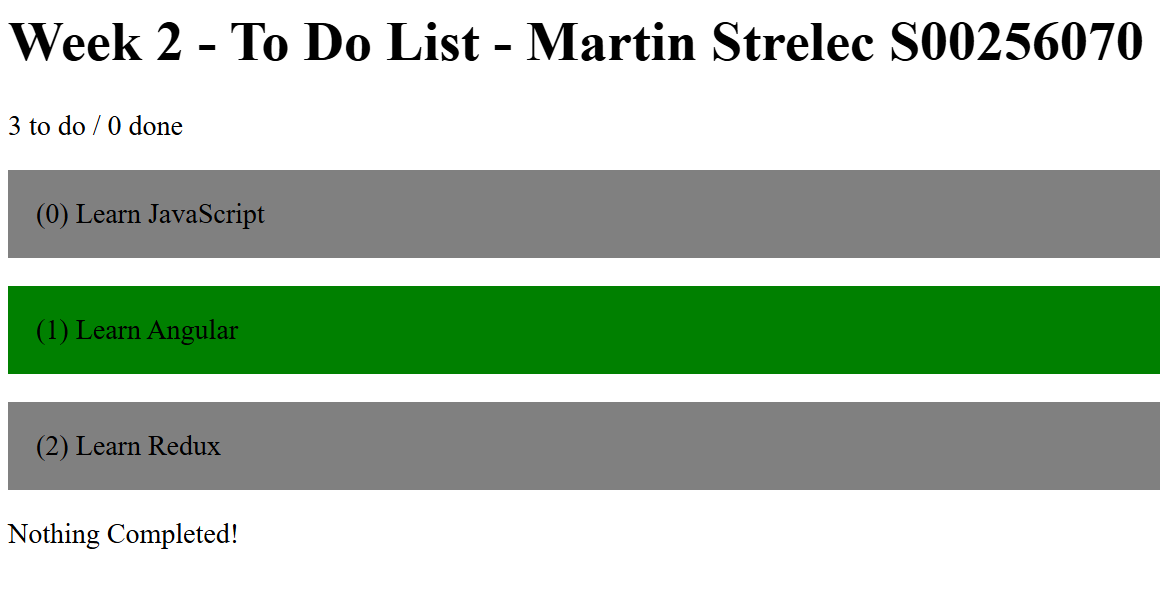 Week 2 - To Do List - Martin Strelec S00256070
3 to do / 0 done
(0) Learn JavaScript
(1) Learn Angular
(2) Learn Redux
Nothing Completed!